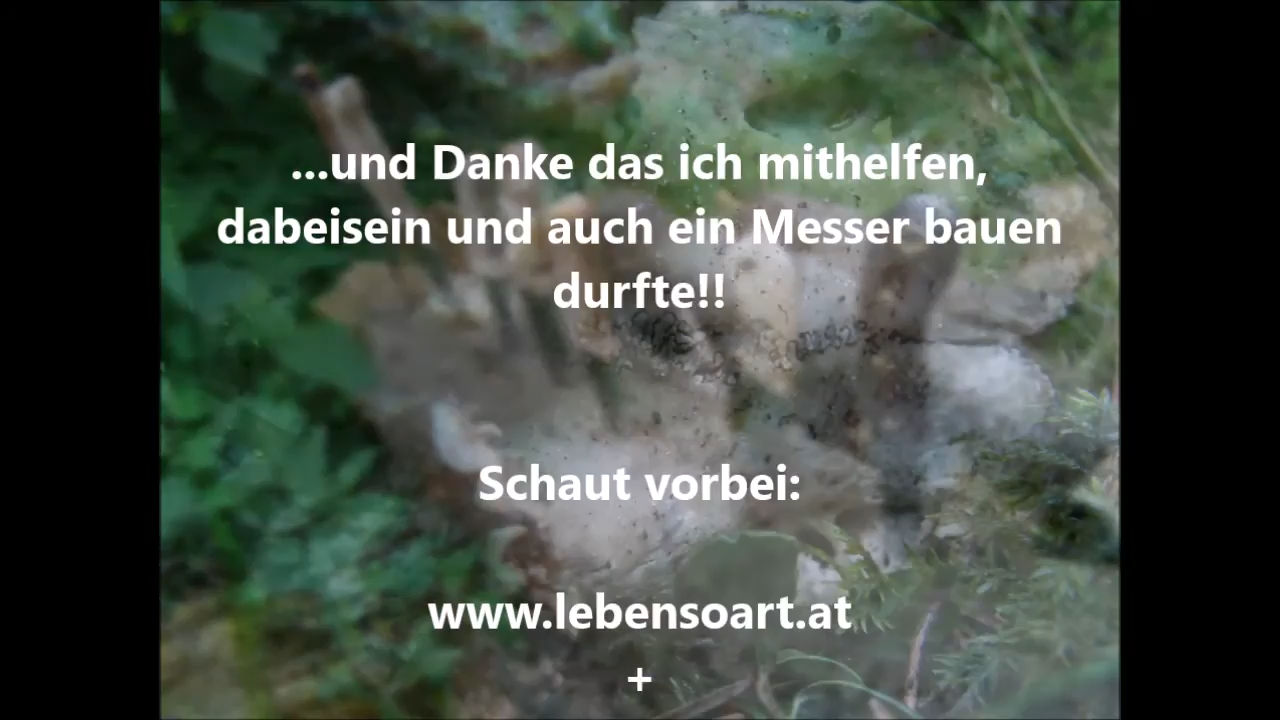 ...und Danke das ich mithelfen,
dabeisein und auch ein Messer bauen
durfte!!
Schaut vorbei:
www.lebensoart.at
+